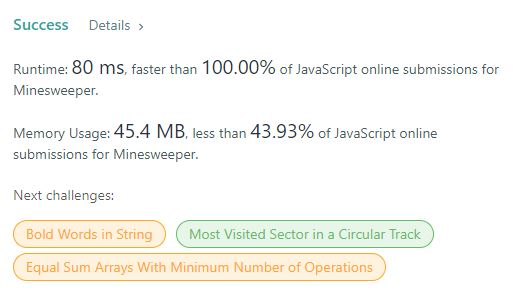 Success Details ›
Runtime: 80 ms, faster than 100.00% of JavaScript online submissions for
Minesweeper.
Memory Usage: 45.4 MB, less than 43.93% of JavaScript online
submissions for Minesweeper.
Next challenges:
Bold Words in String Most Visited Sector in a Circular Track
Equal Sum Arrays With Minimum Number of Operations